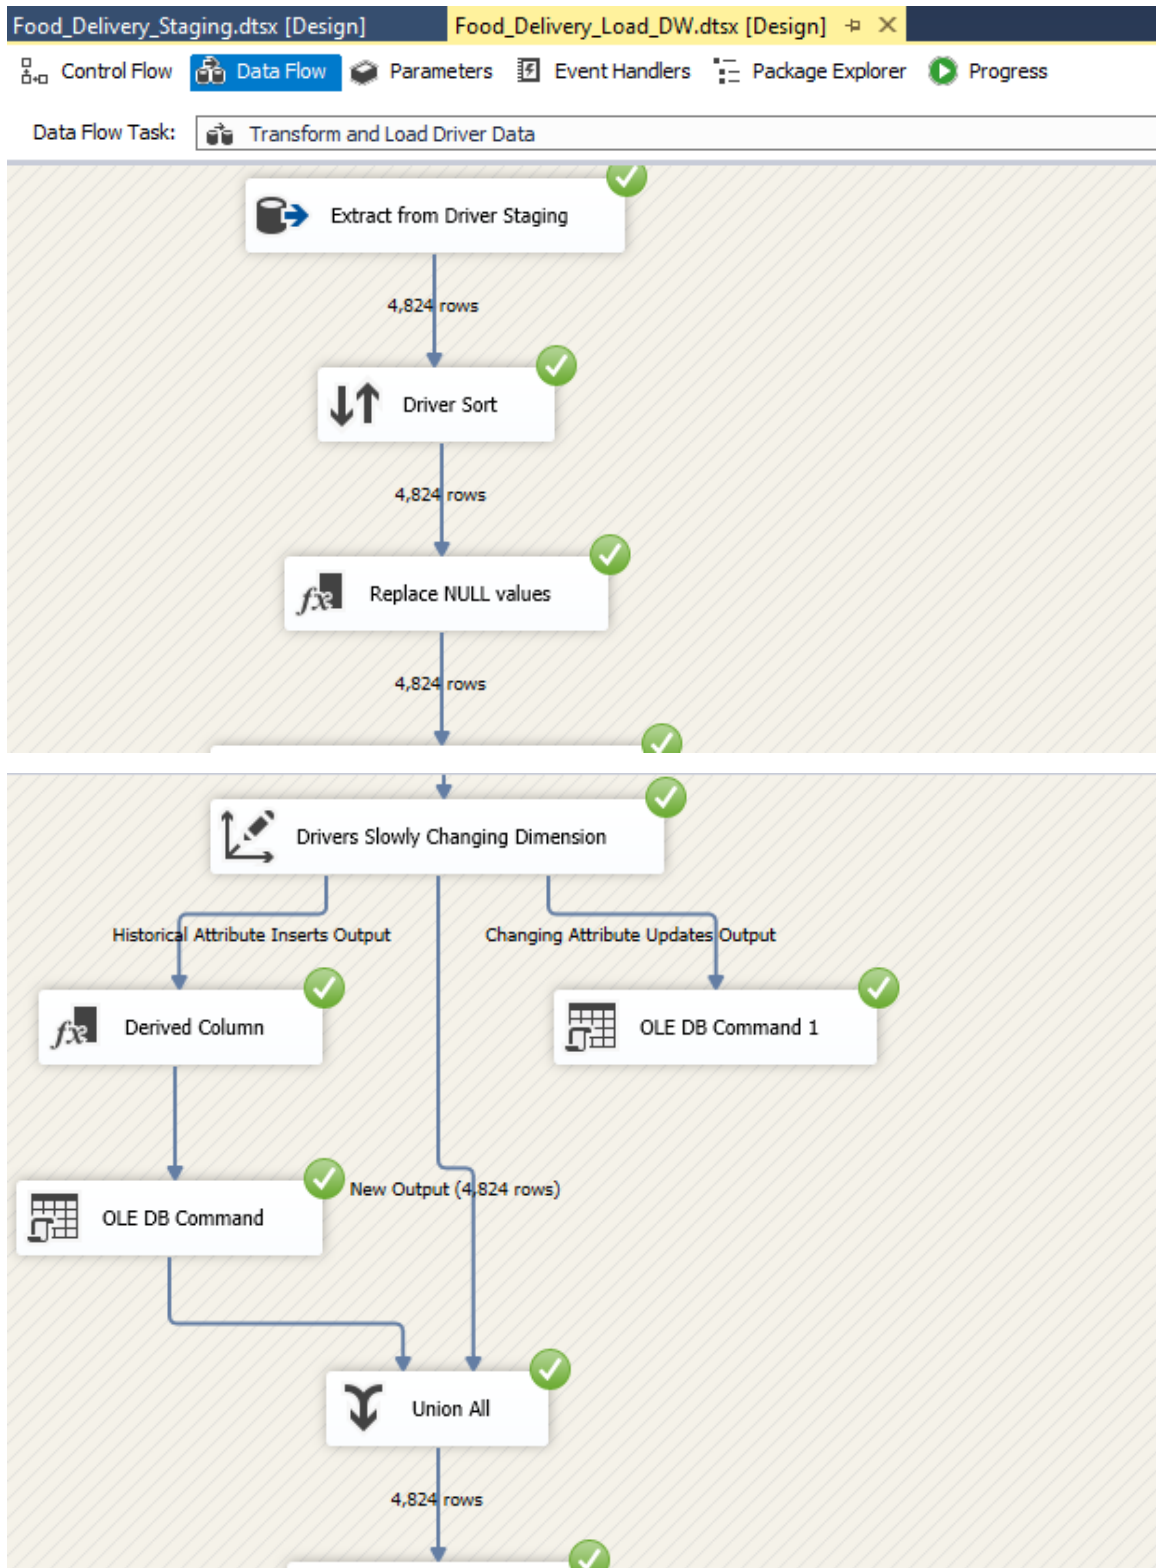 Food_Delivery_Staging.dtsx [Design] Food_Delivery_Load_DW.dtsx [Design]
Control Flow Data Flow Parameters Event Handlers Package Explorer Progress
Data Flow Task: Transform and Load Driver Data
Extract from Driver Staging
4,824 rows
Driver Sort
4,824 rows
Replace NULL values
4,824 rows
Drivers Slowly Changing Dimension
Historical Attribute Inserts Output Changing Attribute Updates Output
Derived Column OLE DB Command 1
New Output (4,824 rows)
OLE DB Command
Union All
4,824 rows